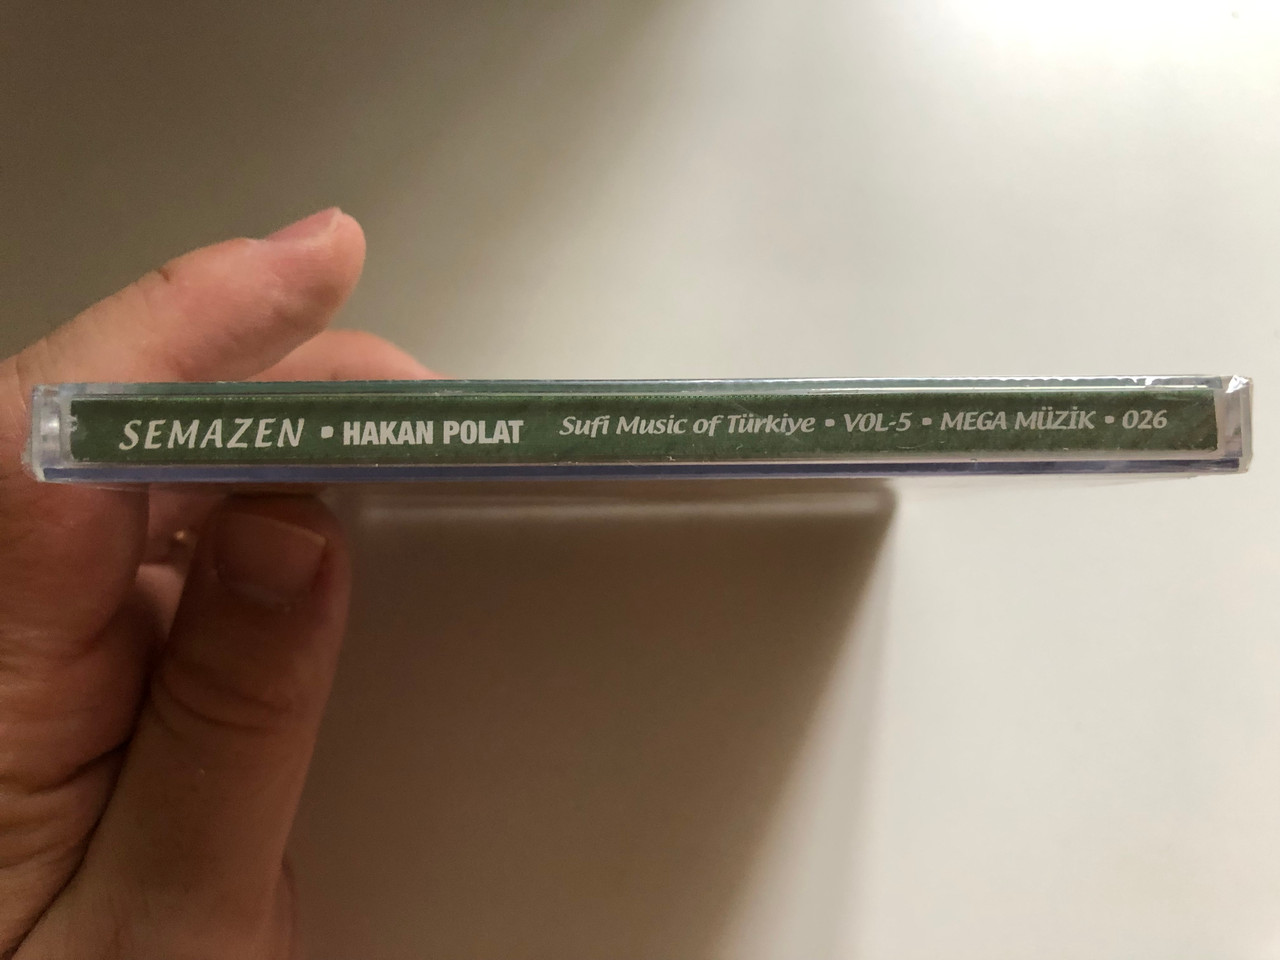 SEMAZEN • HAKAN POLAT Sufi Music of Türkiye • VOL-5 • MEGA MÜZİK • 026